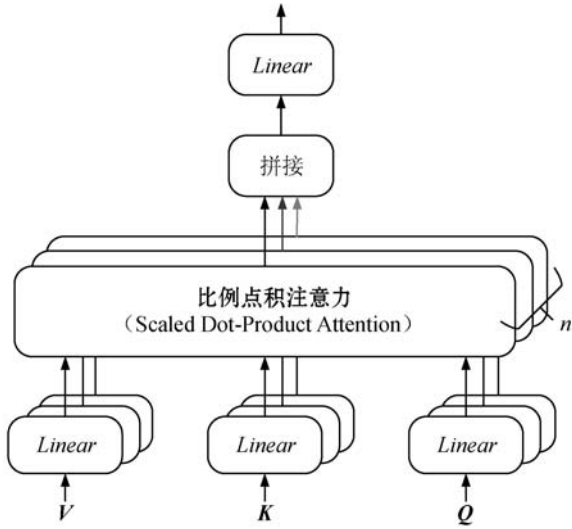 Linear
拼接
比例点积注意力
（Scaled Dot-Product Attention）
n
Linear Linear Linear
V K Q